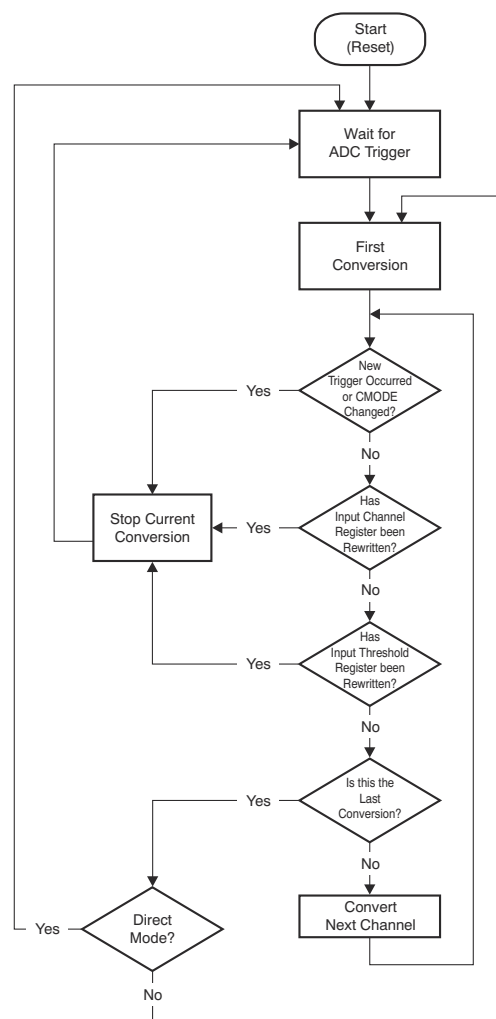 Start
(Reset)
Wait for
ADC Trigger
First
Conversion
New
Trigger Occurred
or CMODE
Changed?
Yes
No
Stop Current
Conversion
Yes
Has
Input Channel
Register been
Rewritten?
No
Has
Input Threshold
Register been
Rewritten?
Yes
No
Is this the
Last
Conversion?
Yes
No
Convert
Next Channel
Yes
Direct
Mode?
No